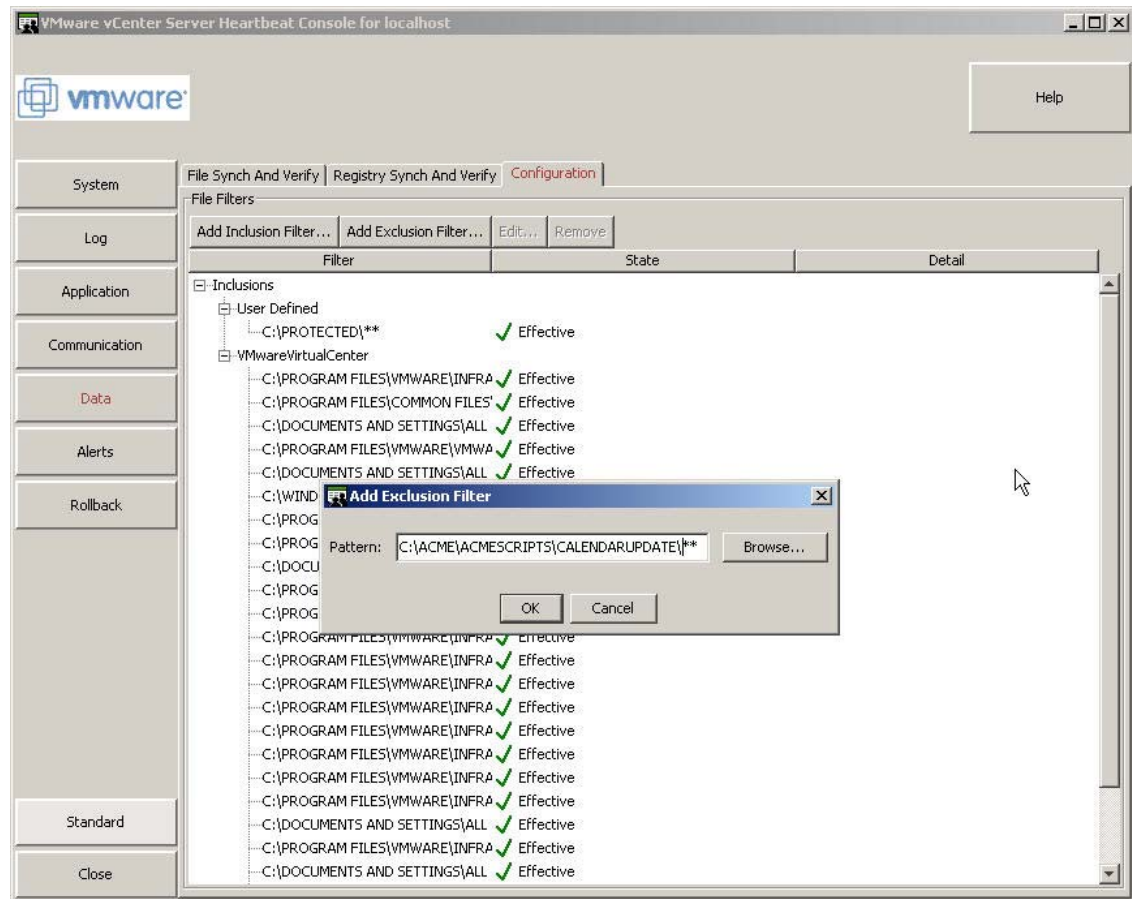 VMware vCenter Server Heartbeat Console for localhost
vmware
Help
System
Log
Application
Communication
Data
Alerts
Rollback
Standard
Close
File Synch And Verify Registry Synch And Verify Configuration
File Filters
Add Inclusion Filter... Add Exclusion Filter... Edit... Remove
Filter State Detail
Inclusions
User Defined
C:\PROTECTED\** Effective
VMwareVirtualCenter
C:\PROGRAM FILES\VMWARE\INFRA Effective
C:\PROGRAM FILES\COMMON FILES\ Effective
C:\DOCUMENTS AND SETTINGS\ALL Effective
C:\PROGRAM FILES\VMWARE\VMWA Effective
C:\DOCUMENTS AND SETTINGS\ALL Effective
C:\WIND
C:\PROG
C:\PROG
C:\DOCU
C:\PROG
C:\PROG
Add Exclusion Filter
Pattern: C:\ACME\ACMESCRIPTS\CALENDARUPDATE\** Browse...
OK Cancel
C:\PROGRAM FILES\VMWARE\INFRA Effective
C:\PROGRAM FILES\VMWARE\INFRA Effective
C:\PROGRAM FILES\VMWARE\INFRA Effective
C:\PROGRAM FILES\VMWARE\INFRA Effective
C:\PROGRAM FILES\VMWARE\INFRA Effective
C:\PROGRAM FILES\VMWARE\INFRA Effective
C:\PROGRAM FILES\VMWARE\INFRA Effective
C:\PROGRAM FILES\VMWARE\INFRA Effective
C:\DOCUMENTS AND SETTINGS\ALL Effective
C:\PROGRAM FILES\VMWARE\INFRA Effective
C:\DOCUMENTS AND SETTINGS\ALL Effective